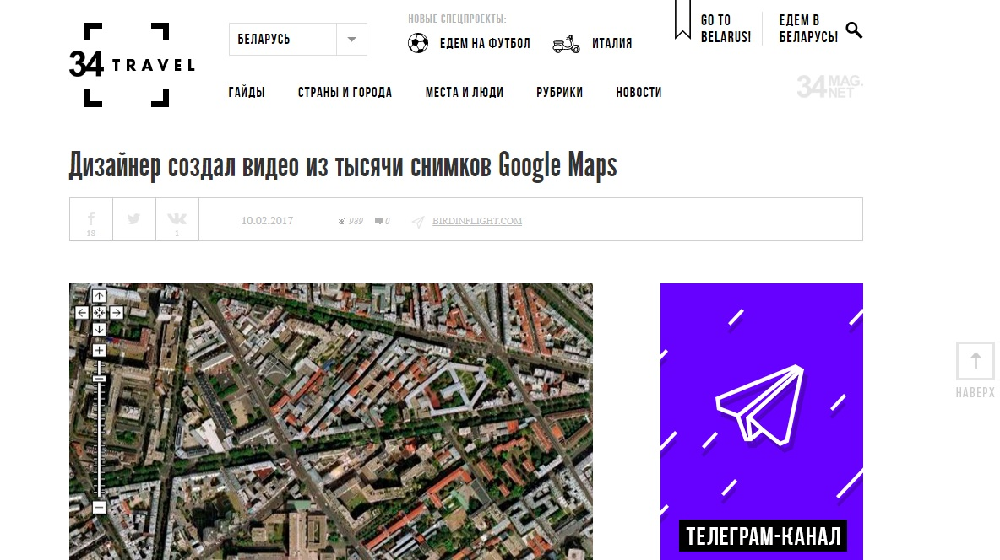 34 TRAVEL
БЕЛАРУСЬ
НОВЫЕ СПЕЦПРОЕКТЫ:
ЕДЕМ НА ФУТБОЛ
ИТАЛИЯ
GO TO
BELARUS!
ЕДЕМ В
БЕЛАРУСЬ!
ГАЙДЫ
СТРАНЫ И ГОРОДА
МЕСТА И ЛЮДИ
РУБРИКИ
НОВОСТИ
34 MAG.
NET
Дизайнер создал видео из тысячи снимков Google Maps
18
1
10.02.2017
989
0
BIRDINFLIGHT.COM
НАВЕРХ
ТЕЛЕГРАМ-КАНАЛ